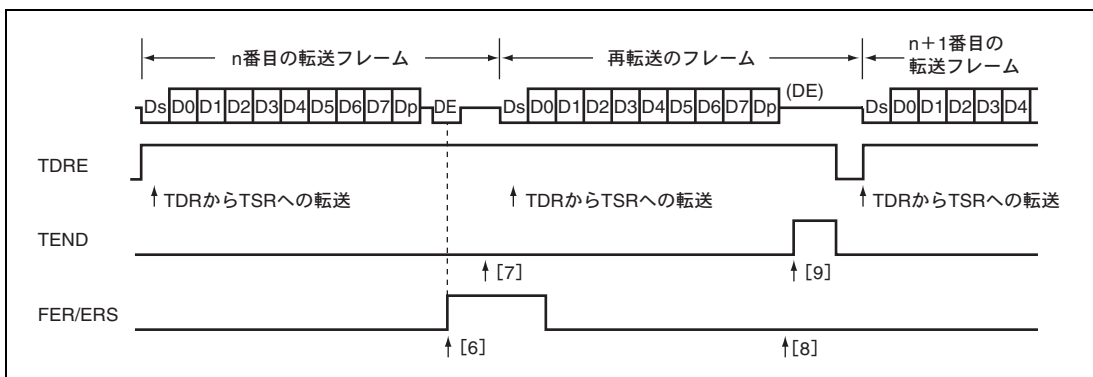 n番目の転送フレーム
再転送のフレーム
n+1番目の
転送フレーム
Ds D0 D1 D2 D3 D4 D5 D6 D7 Dp DE
Ds D0 D1 D2 D3 D4 D5 D6 D7 Dp (DE)
Ds D0 D1 D2 D3 D4
TDRE
TDRからTSRへの転送
TDRからTSRへの転送
TDRからTSRへの転送
TEND
[7]
[9]
FER/ERS
[6]
[8]